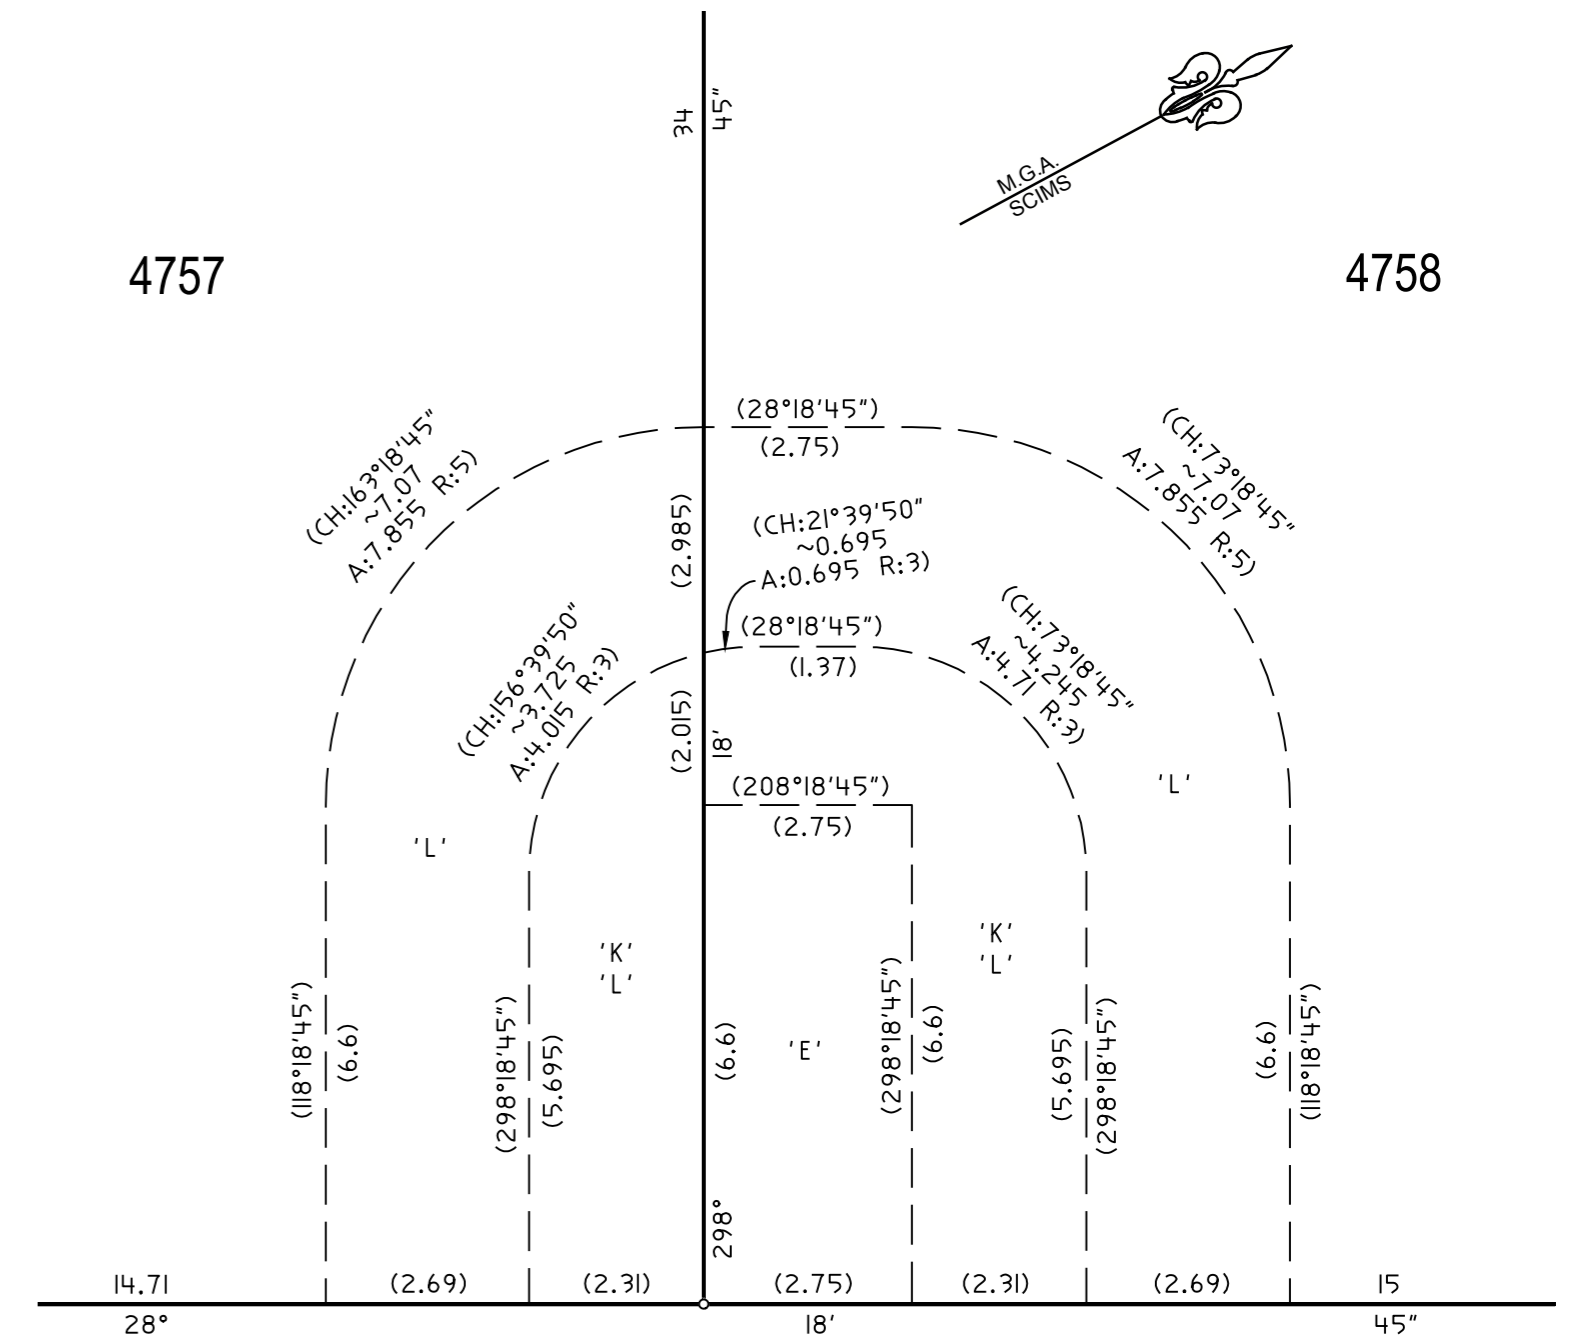 34
45"
M.G.A.
SCIMS
4757
4758
(28°18'45")
(2.75)
(CH:163°18'45"
~7.07
A:7.855 R:5)
(CH:73°18'45"
~7.07
A:7.855 R:5)
(2.985)
(CH:21°39'50"
~0.695
A:0.695 R:3)
(28°18'45")
(1.37)
(CH:156°39'50"
~3.725
A:4.015 R:3)
(CH:73°18'45"
~4.245
A:4.71 R:3)
(2.015)
18'
(208°18'45")
(2.75)
'L'
'L'
'K'
'L'
'K'
'L'
'E'
(118°18'45")
(6.6)
(298°18'45")
(5.695)
(6.6)
(298°18'45")
(6.6)
(5.695)
(298°18'45")
(6.6)
(118°18'45")
298°
14.71
(2.69)
(2.31)
(2.75)
(2.31)
(2.69)
15
28°
18'
45"